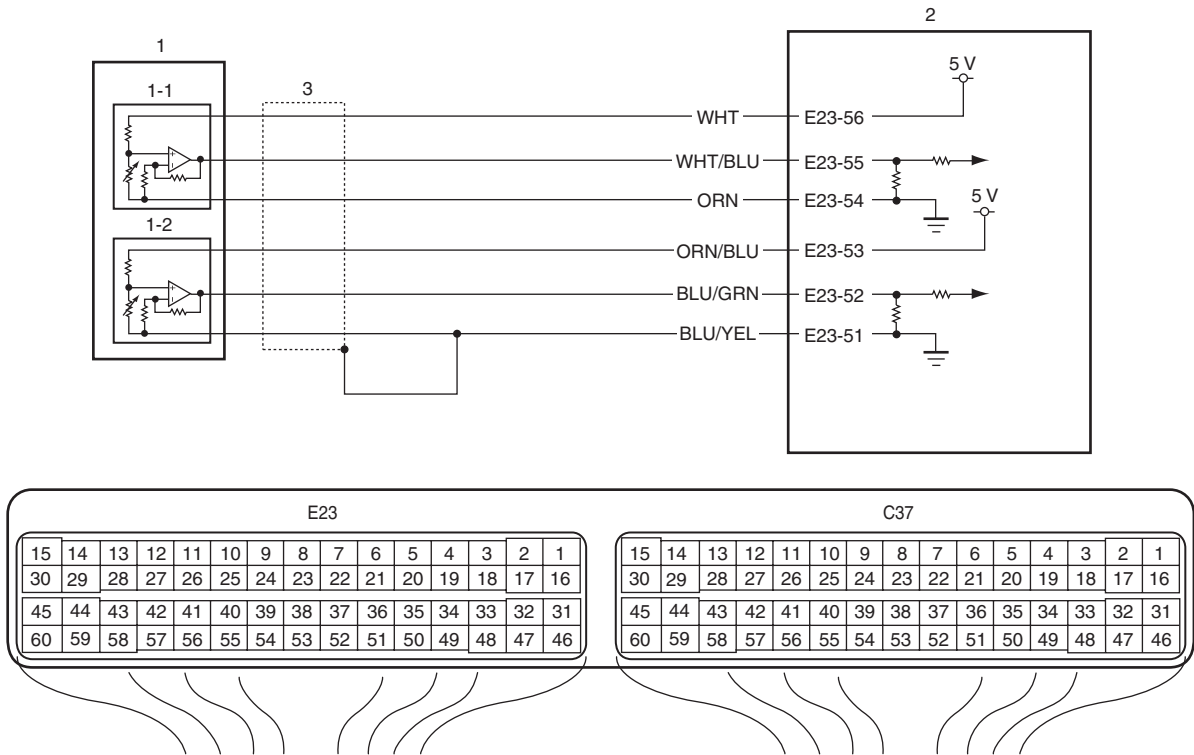 2
1
5 V
1-1
3
WHT E23-56
WHT/BLU E23-55
ORN E23-54
5 V
1-2
ORN/BLU E23-53
BLU/GRN E23-52
BLU/YEL E23-51
E23
15 14 13 12 11 10 9 8 7 6 5 4 3 2 1
30 29 28 27 26 25 24 23 22 21 20 19 18 17 16
45 44 43 42 41 40 39 38 37 36 35 34 33 32 31
60 59 58 57 56 55 54 53 52 51 50 49 48 47 46
C37
15 14 13 12 11 10 9 8 7 6 5 4 3 2 1
30 29 28 27 26 25 24 23 22 21 20 19 18 17 16
45 44 43 42 41 40 39 38 37 36 35 34 33 32 31
60 59 58 57 56 55 54 53 52 51 50 49 48 47 46